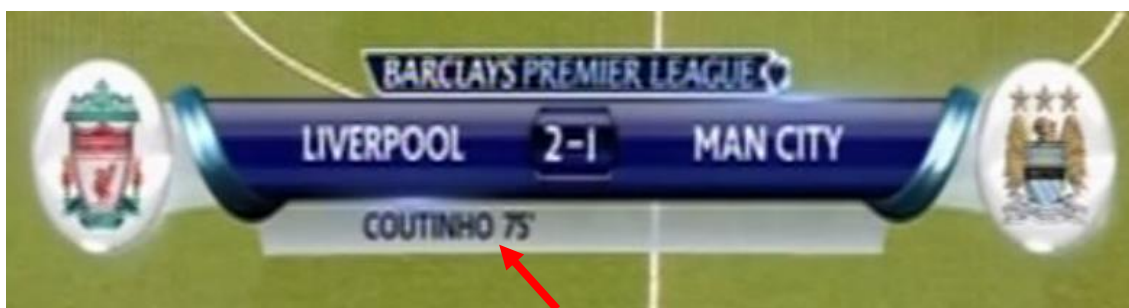 BARCLAYS PREMIER LEAGUE
LIVERPOOL 2-1 MAN CITY
COUTINHO 75'